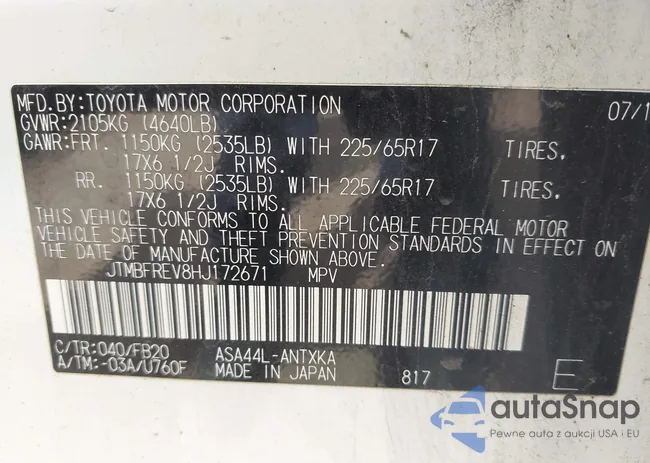 MFD.BY:TOYOTA MOTOR CORPORATION 07/1
GVWR:2105KG (4640LB)
GAWR:FRT. 1150KG (2535LB) WITH 225/65R17 TIRES,
17X6 1/2J RIMS.
RR. 1150KG (2535LB) WITH 225/65R17 TIRES,
17X6 1/2J RIMS.
THIS VEHICLE CONFORMS TO ALL APPLICABLE FEDERAL MOTOR
VEHICLE SAFETY AND THEFT PREVENTION STANDARDS IN EFFECT ON
THE DATE OF MANUFACTURE SHOWN ABOVE.
JTMBFREV8HJ172671 MPV
C/TR:040/FB20 ASA44L-ANTXKA
A/TM:-03A/U760F MADE IN JAPAN 817 E
autaSnap
Pewne auta z aukcji USA i EU